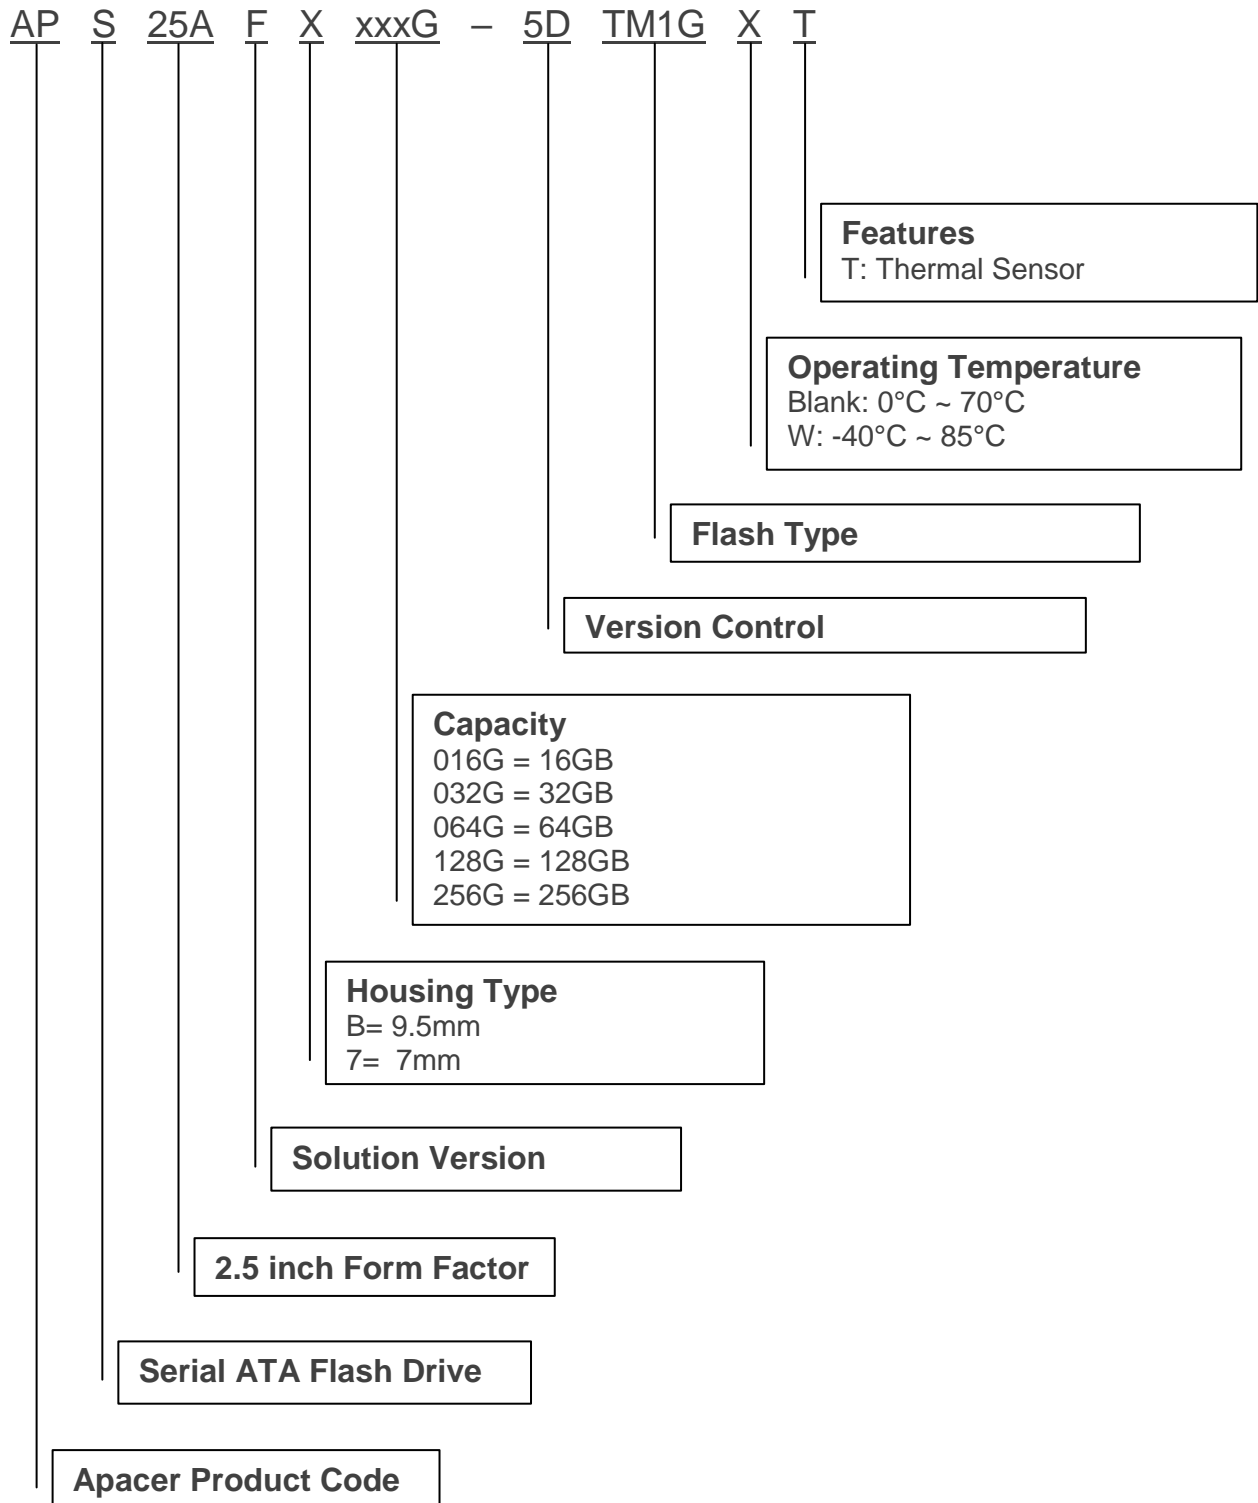 AP S 25A F X xxxG – 5D TM1G X T
Features
T: Thermal Sensor
Operating Temperature
Blank: 0°C ~ 70°C
W: -40°C ~ 85°C
Flash Type
Version Control
Capacity
016G = 16GB
032G = 32GB
064G = 64GB
128G = 128GB
256G = 256GB
Housing Type
B= 9.5mm
7= 7mm
Solution Version
2.5 inch Form Factor
Serial ATA Flash Drive
Apacer Product Code